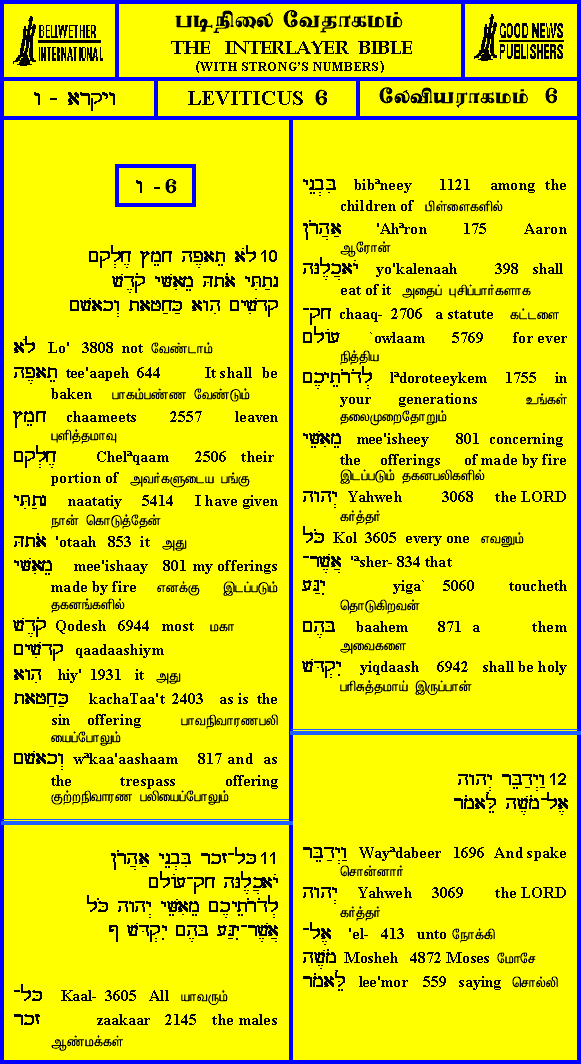 BELLWETHER
INTERNATIONAL
படிநிலை வேதாகமம்
THE INTERLAYER BIBLE
(WITH STRONG'S NUMBERS)
GOOD NEWS
PUBLISHERS
ויקרא - ו
LEVITICUS 6
லேவியராகமம் 6
ו - 6
10 לֹא תֵאָפֶה חָמֵץ חֶלְקָם
נָתַתִּי אֹתָהּ מֵאִשָּׁי קֹדֶשׁ
קָדָשִׁים הִוא כַּחַטָּאת וְכָאָשָׁם
לֹא Lo' 3808 not வேண்டாம்
תֵאָפֶה tee'aapeh 644 It shall be
baken பாகம்பண்ண வேண்டும்
חָמֵץ chaameets 2557 leaven
புளித்தமாவு
חֶלְקָם Chelᵃqaam 2506 their
portion of அவர்களுடைய பங்கு
נָתַתִּי naatatiy 5414 I have given
நான் கொடுத்தேன்
אֹתָהּ 'otaah 853 it அது
מֵאִשָּׁי mee'ishaay 801 my offerings
made by fire எனக்கு இடப்படும்
தகனங்களில்
קֹדֶשׁ Qodesh 6944 most மகா
קָדָשִׁים qaadaashiym
הִוא hiy' 1931 it அது
כַּחַטָּאת kachaTaa't 2403 as is the
sin offering பாவநிவாரணபலி
யைப்போலும்
וְכָאָשָׁם wᵃkaa'aashaam 817 and as
the trespass offering
குற்றநிவாரண பலியைப்போலும்
11 כָּל־זָכָר בִּבְנֵי אַהֲרֹן
יֹאכֲלֶנָּה חָק־עוֹלָם
לְדֹרֹתֵיכֶם מֵאִשֵּׁי יְהוָה כֹּל
אֲשֶׁר־יִגַּע בָּהֶם יִקְדָּשׁ ף
כָּל־ Kaal- 3605 All யாவரும்
זָכָר zaakaar 2145 the males
ஆண்மக்கள்
בִּבְנֵי bibᵃneey 1121 among the
children of பிள்ளைகளில்
אַהֲרֹן 'Ahᵃron 175 Aaron
ஆரோன்
יֹאכֲלֶנָּה yo'kalenaah 398 shall
eat of it அதைப் புசிப்பார்களாக
חָק־ chaaq- 2706 a statute கட்டளை
עוֹלָם `owlaam 5769 for ever
நித்திய
לְדֹרֹתֵיכֶם lᵃdoroteeykem 1755 in
your generations உங்கள்
தலைமுறைதோறும்
מֵאִשֵּׁי mee'isheey 801 concerning
the offerings of made by fire
இடப்படும் தகனபலிகளில்
יְהוָה Yahweh 3068 the LORD
கர்த்தர்
כֹּל Kol 3605 every one எவனும்
אֲשֶׁר־ 'ᵃsher- 834 that
יִגַּע yiga` 5060 toucheth
தொடுகிறவன்
בָּהֶם baahem 871 a them
அவைகளை
יִקְדָּשׁ yiqdaash 6942 shall be holy
பரிசுத்தமாய் இருப்பான்
12 וַיְדַבֵּר יְהוָה
אֶל־מֹשֶׁה לֵּאמֹר
וַיְדַבֵּר Wayᵃdabeer 1696 And spake
சொன்னார்
יְהוָה Yahweh 3069 the LORD
கர்த்தர்
אֶל־ 'el- 413 unto நோக்கி
מֹשֶׁה Mosheh 4872 Moses மோசே
לֵּאמֹר lee'mor 559 saying சொல்லி